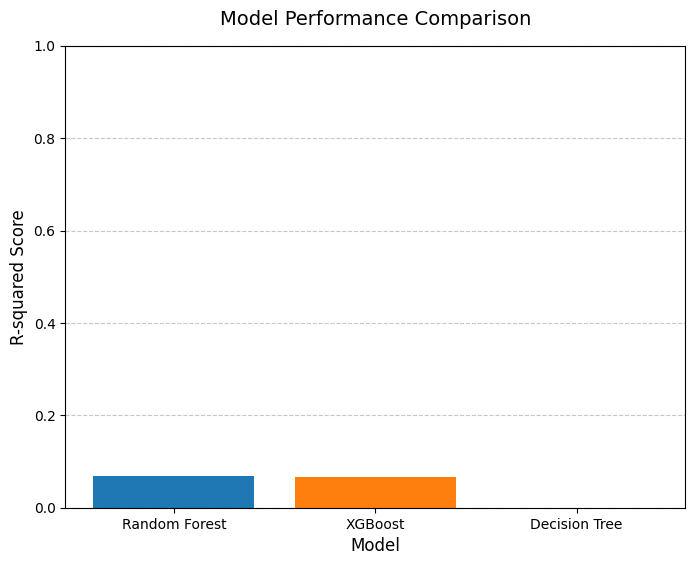 Model Performance Comparison
1.0
0.8
0.6
0.4
0.2
0.0
R-squared Score
Random Forest
XGBoost
Decision Tree
Model